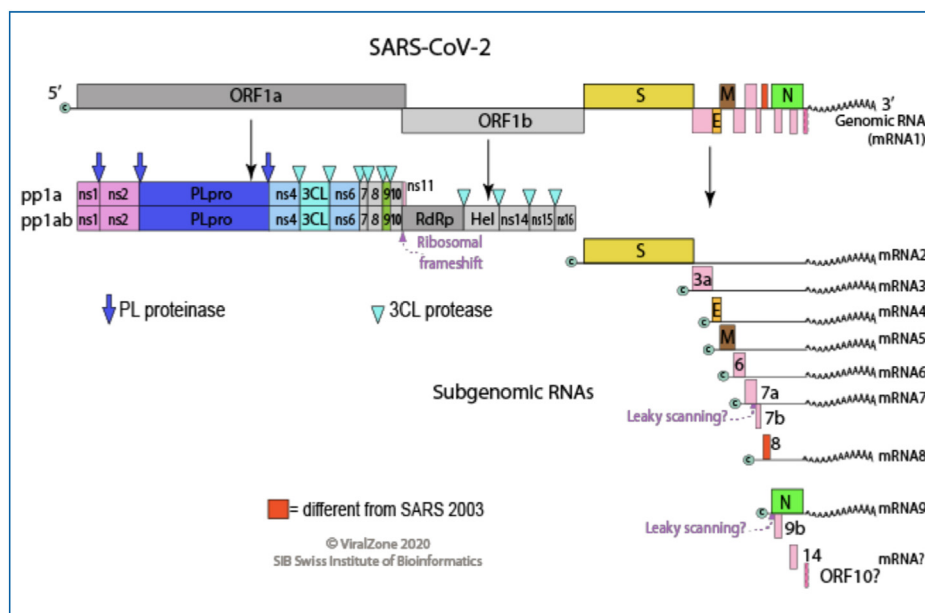 SARS-CoV-2
5′ c ORF1a ORF1b S E M N 3′
Genomic RNA
(mRNA1)
pp1a ns1 ns2 PLpro ns4 3CL ns6 7 8 9 10 ns11
pp1ab ns1 ns2 PLpro ns4 3CL ns6 7 8 9 10 RdRp Hel ns14 ns15 ns16
Ribosomal
frameshift
PL proteinase
3CL protease
c S mRNA2
c 3a mRNA3
c E mRNA4
c M mRNA5
c 6 mRNA6
Subgenomic RNAs
c 7a mRNA7
Leaky scanning? 7b
c 8 mRNA8
= different from SARS 2003
c N mRNA9
Leaky scanning? 9b
© ViralZone 2020
SIB Swiss Institute of Bioinformatics
14 mRNA?
ORF10?